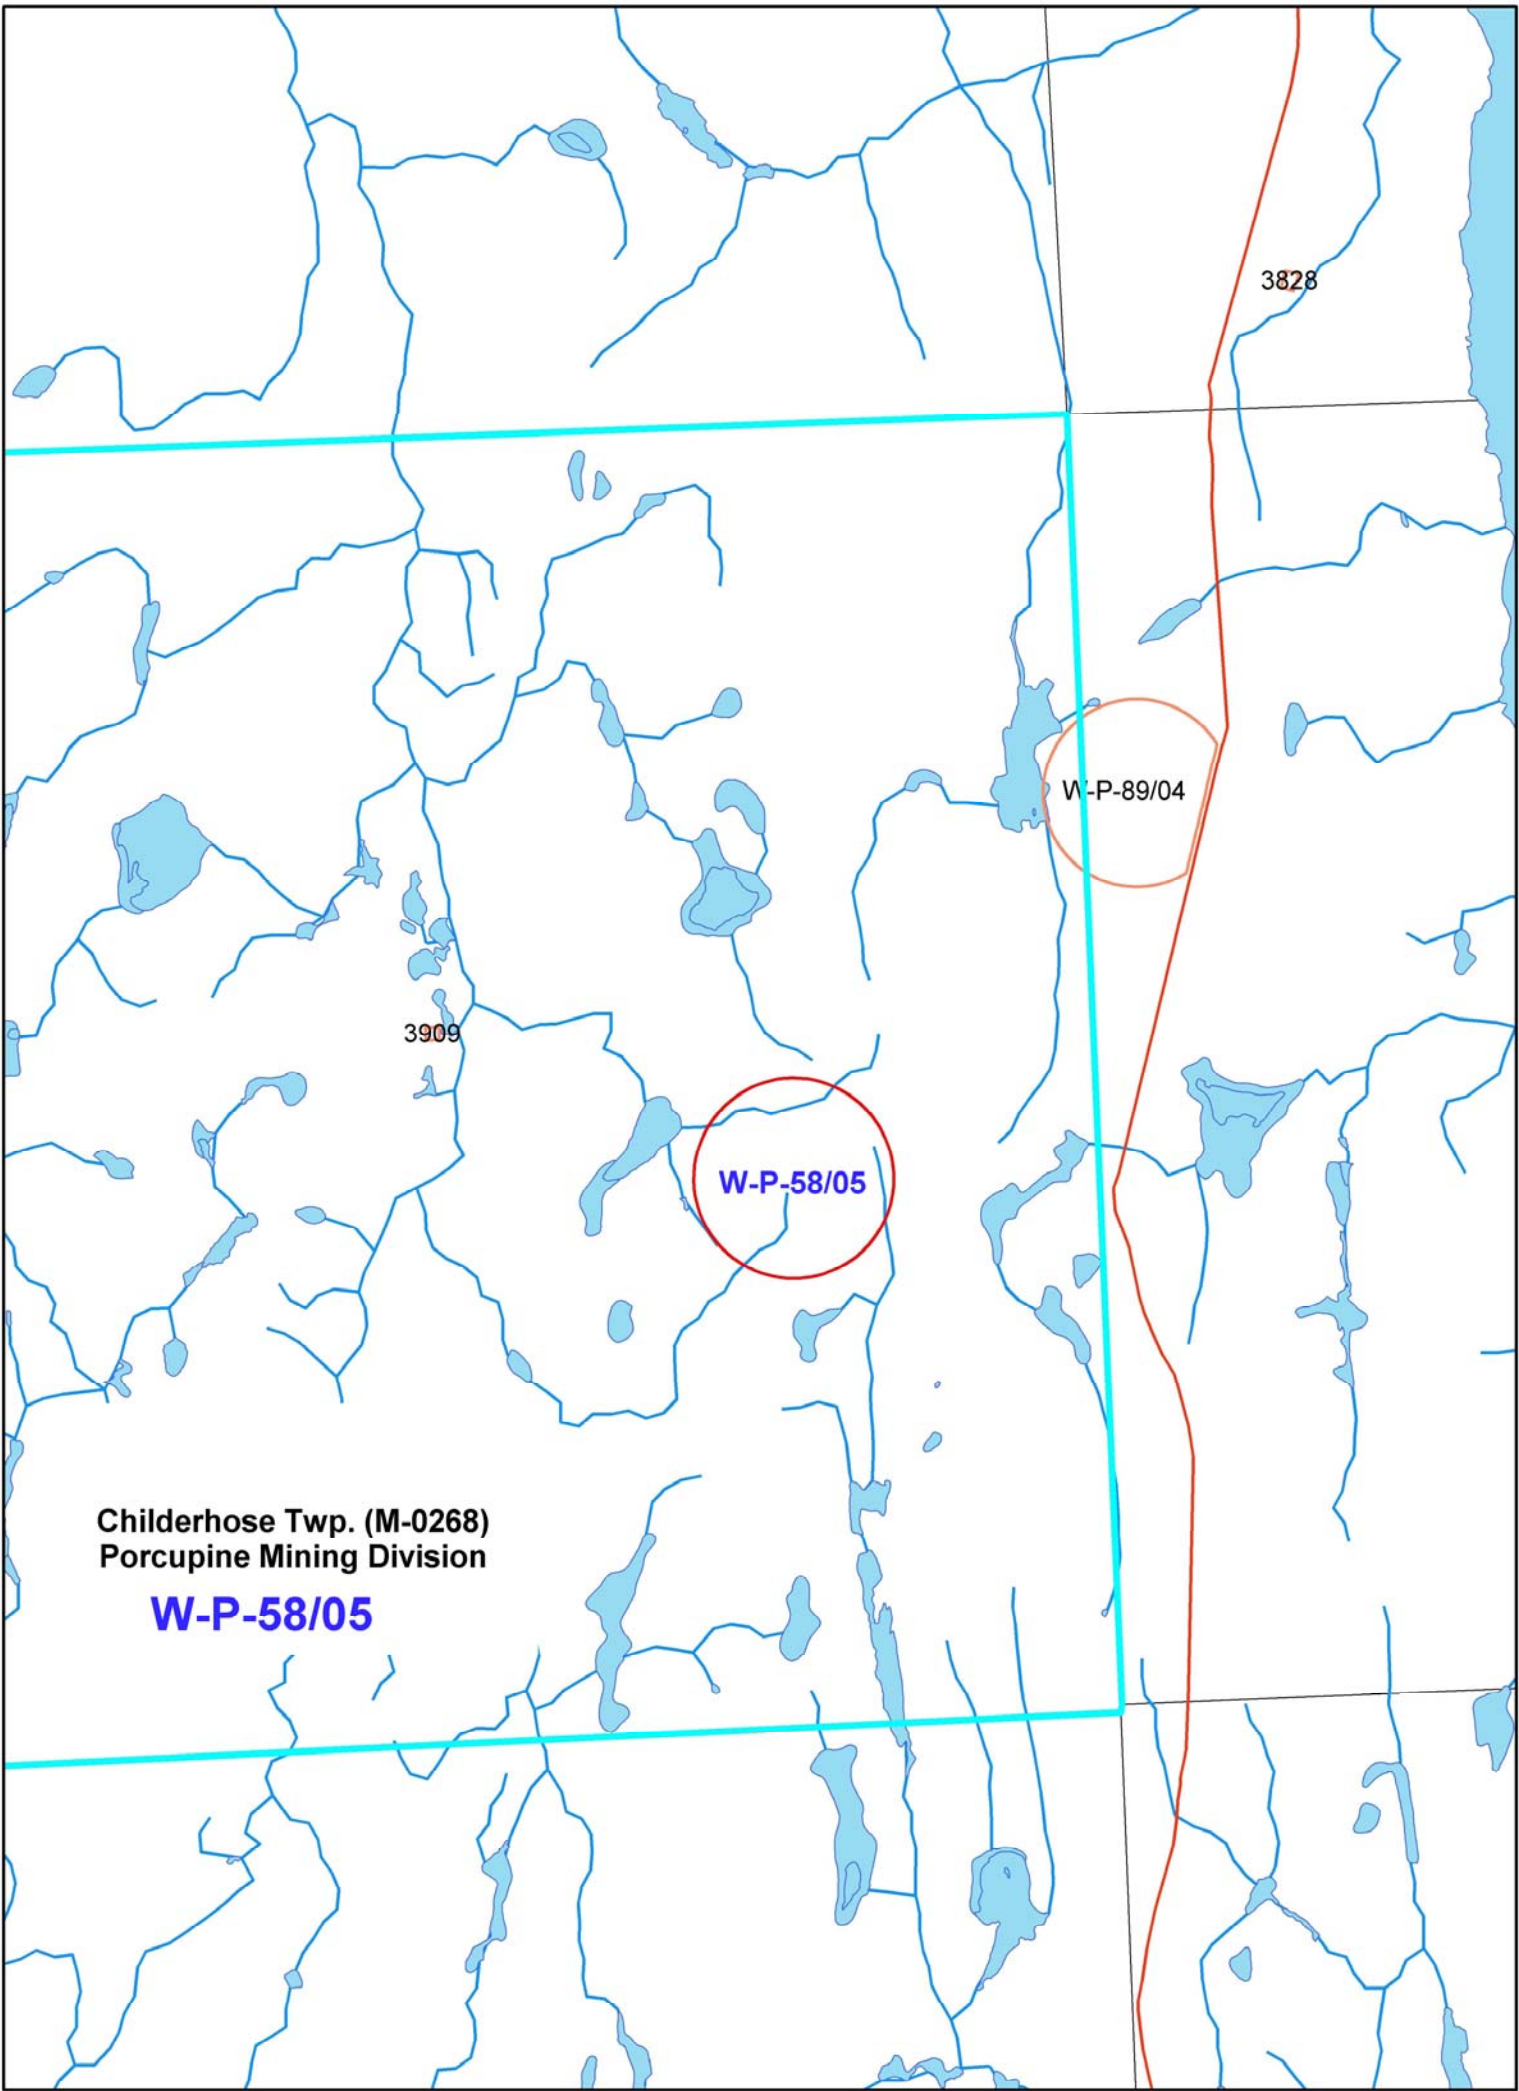 3828
W-P-89/04
3909
W-P-58/05
Childerhose Twp. (M-0268)
Porcupine Mining Division
W-P-58/05